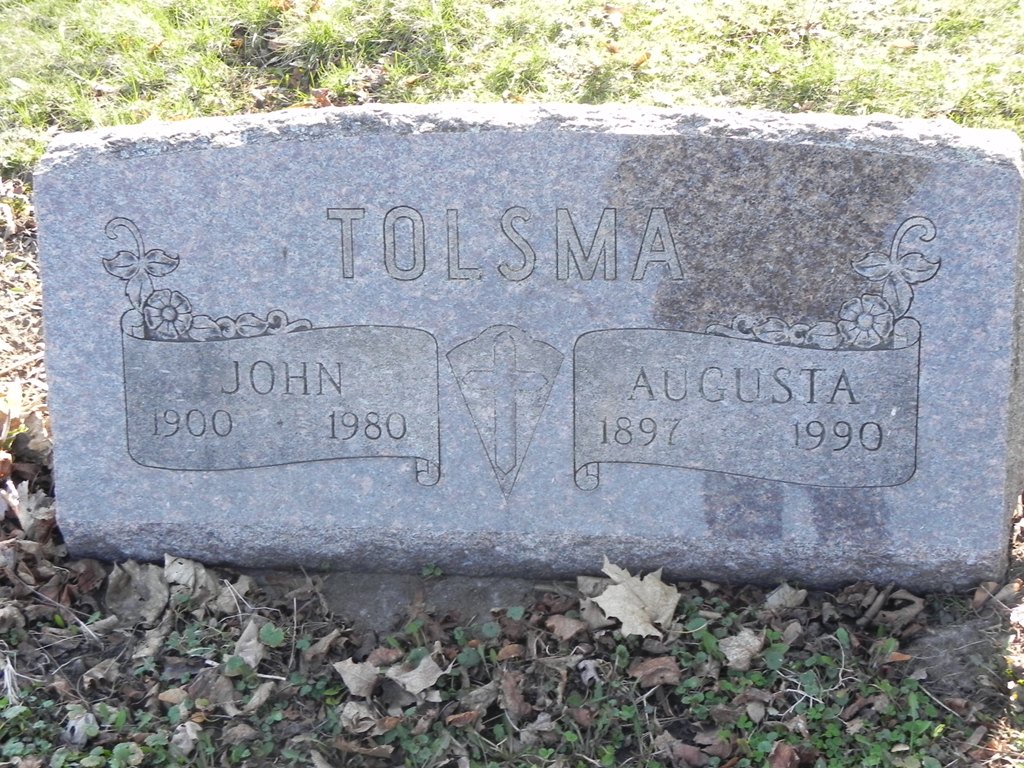 TOLSMA
JOHN
1900 · 1980
AUGUSTA
1897 1990